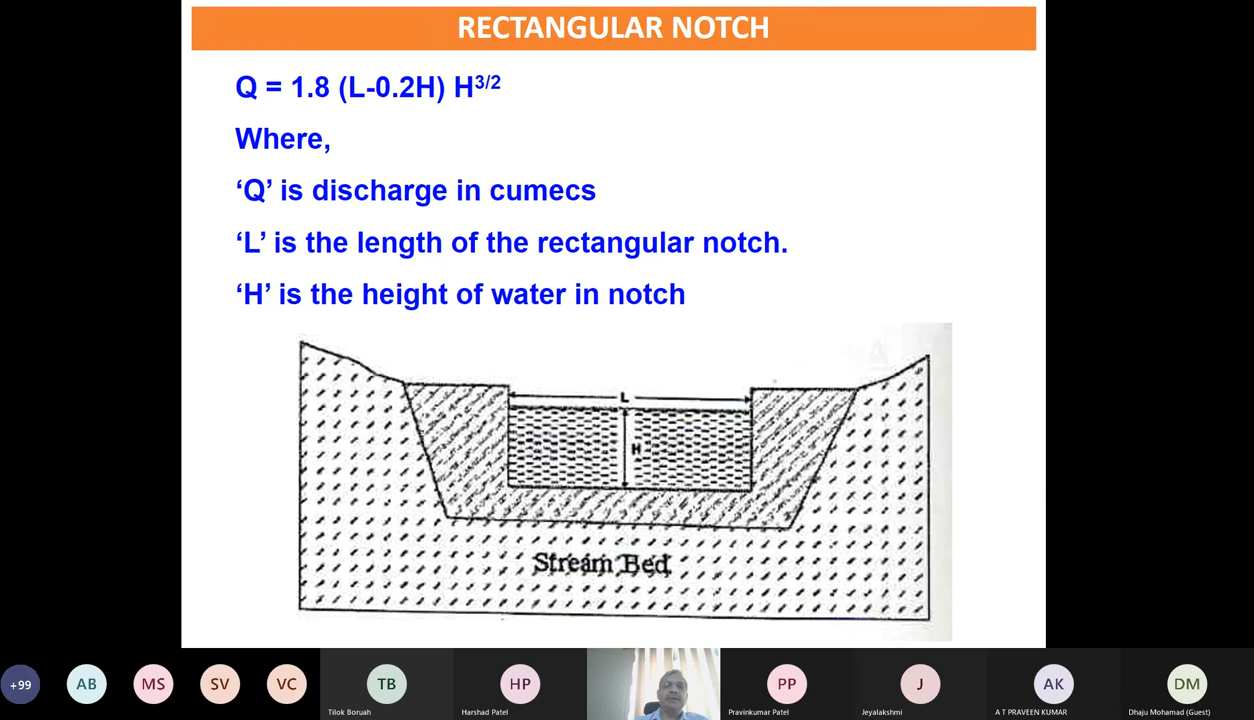 RECTANGULAR NOTCH
Q = 1.8 (L-0.2H) H3/2
Where,
‘Q’ is discharge in cumecs
‘L’ is the length of the rectangular notch.
‘H’ is the height of water in notch
L
H
Stream Bed
+99 AB MS SV VC TB HP PP J AK DM
Tilok Boruah Harshad Patel Pravinkumar Patel Jeyalakshmi A T PRAVEEN KUMAR Dhaju Mohamad (Guest)